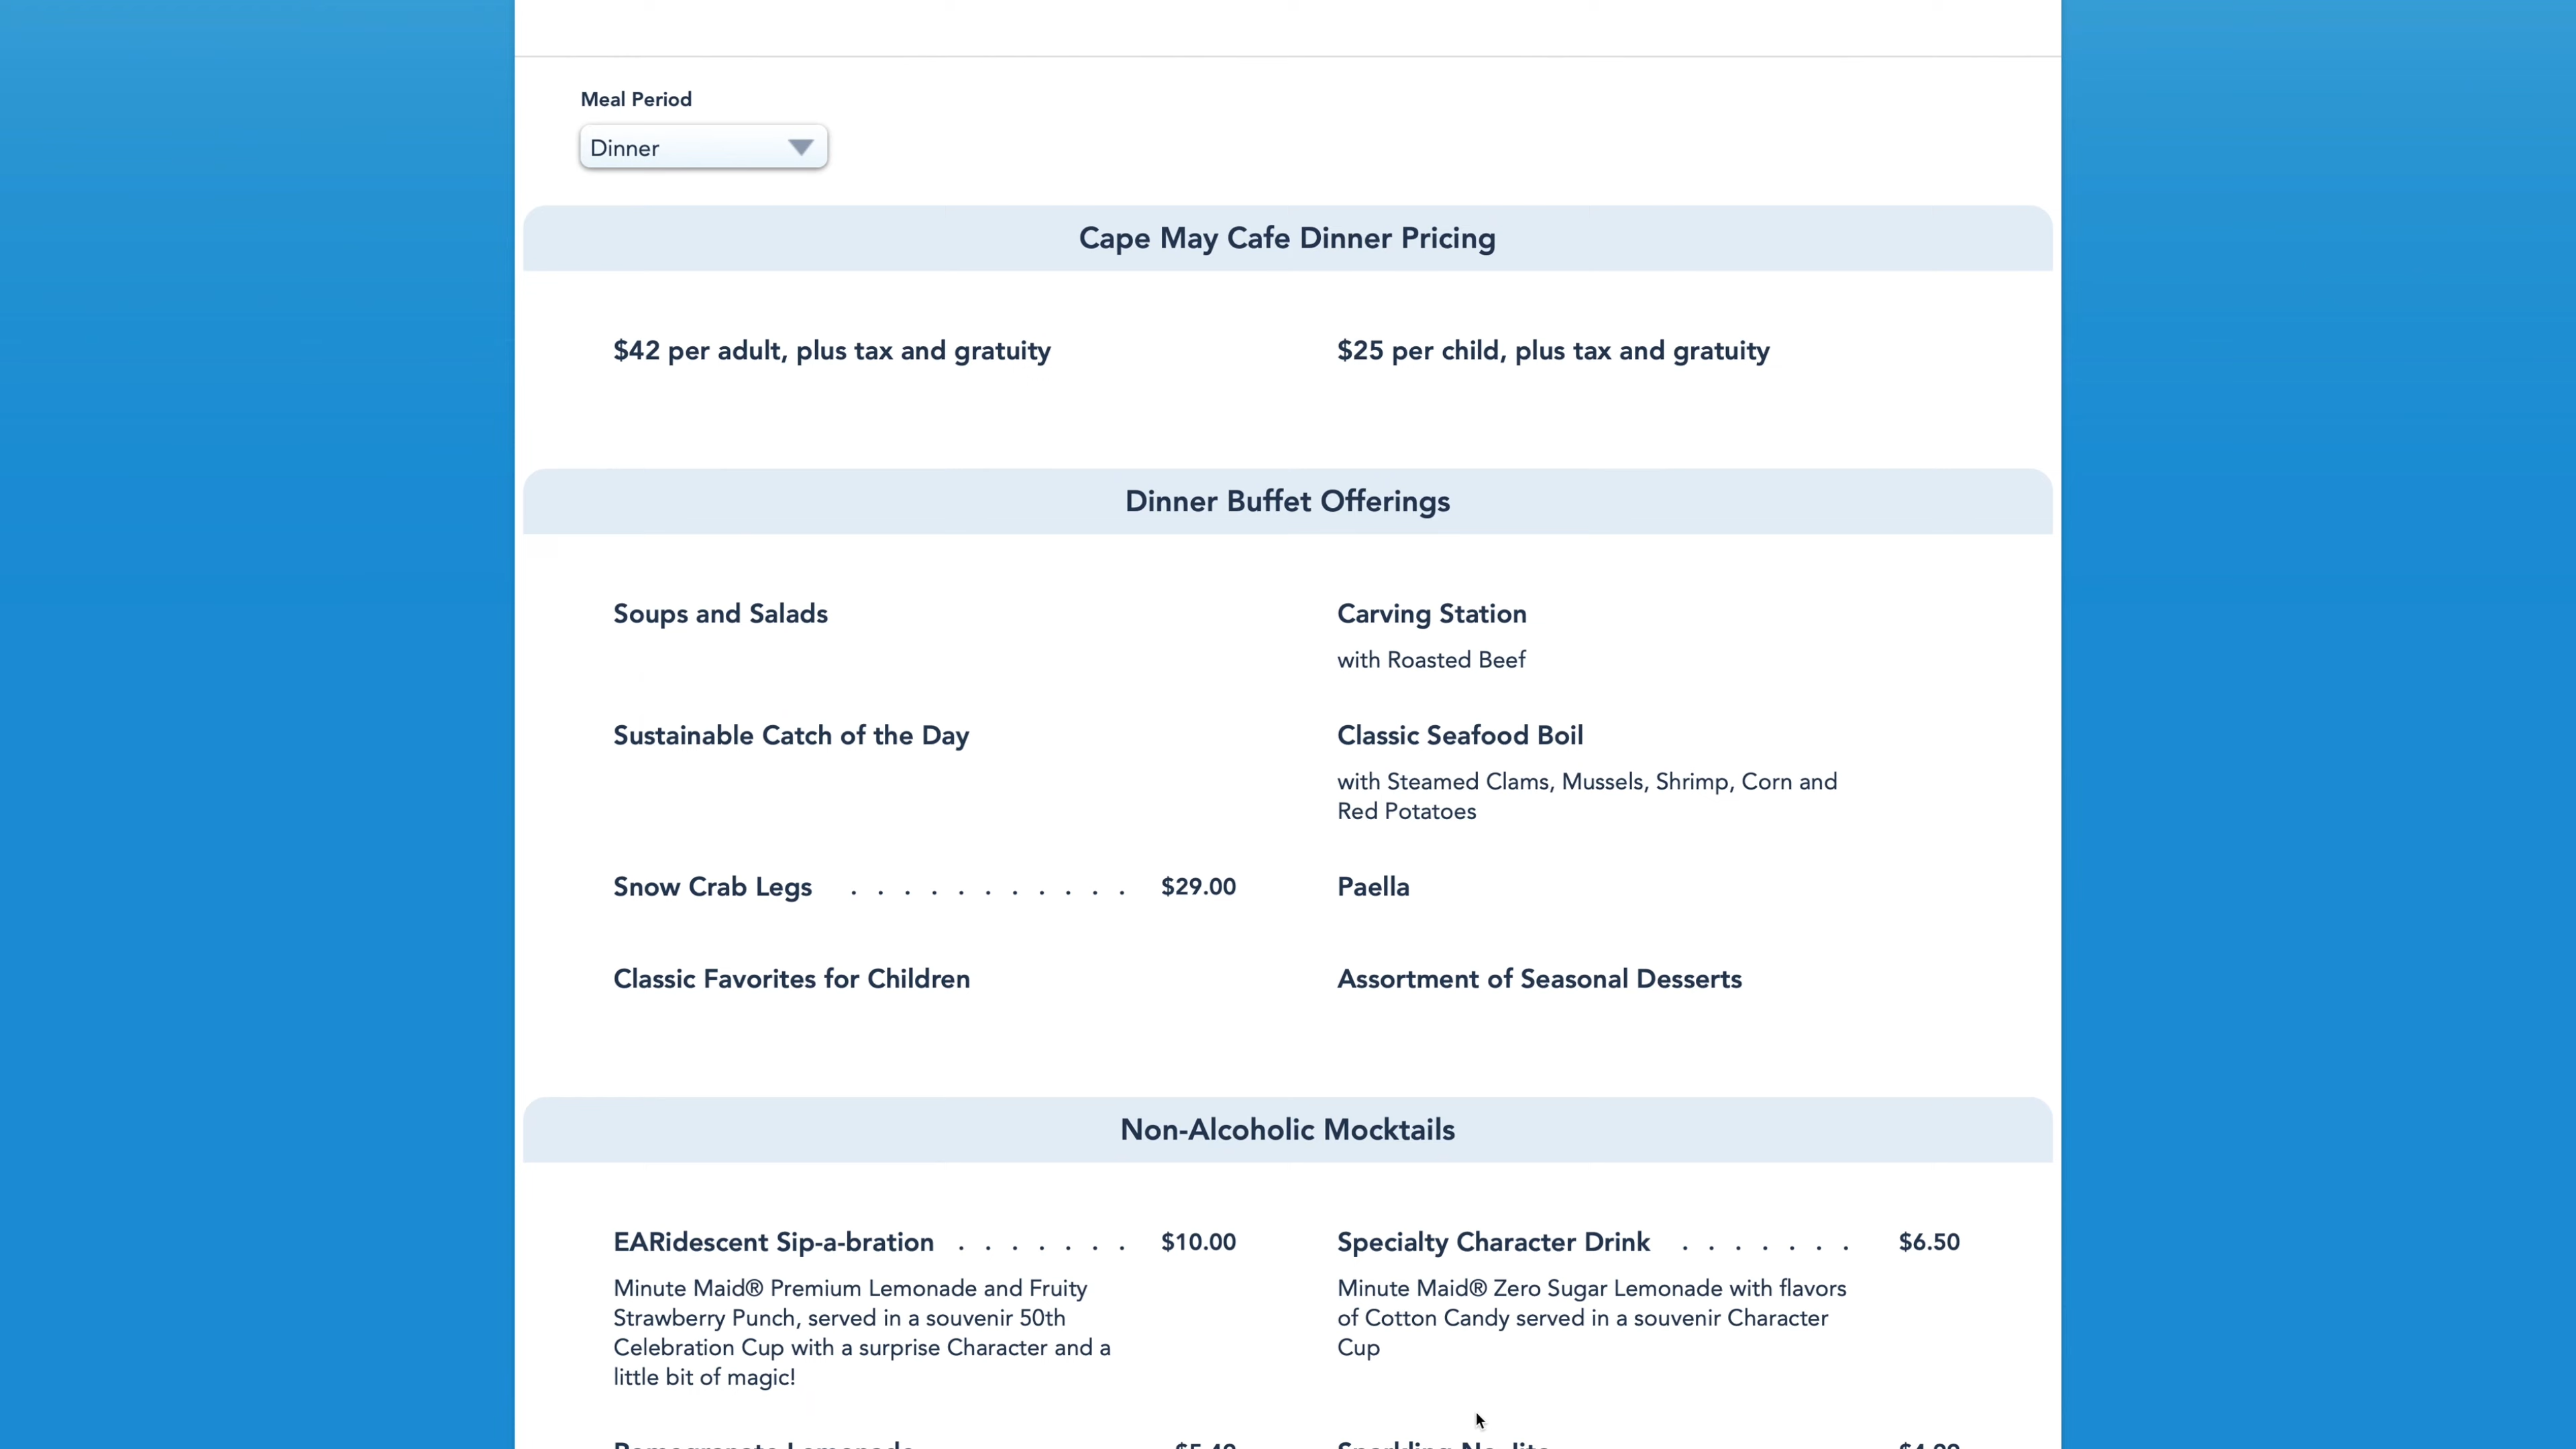 Meal Period
Dinner
Cape May Cafe Dinner Pricing
$42 per adult, plus tax and gratuity
$25 per child, plus tax and gratuity
Dinner Buffet Offerings
Soups and Salads
Carving Station
with Roasted Beef
Sustainable Catch of the Day
Classic Seafood Boil
with Steamed Clams, Mussels, Shrimp, Corn and
Red Potatoes
Snow Crab Legs . . . . . . . . . . . $29.00
Paella
Classic Favorites for Children
Assortment of Seasonal Desserts
Non-Alcoholic Mocktails
EARidescent Sip-a-bration . . . . . . . $10.00
Minute Maid® Premium Lemonade and Fruity
Strawberry Punch, served in a souvenir 50th
Celebration Cup with a surprise Character and a
little bit of magic!
Specialty Character Drink . . . . . . . $6.50
Minute Maid® Zero Sugar Lemonade with flavors
of Cotton Candy served in a souvenir Character
Cup
Pomegranate Lemonade